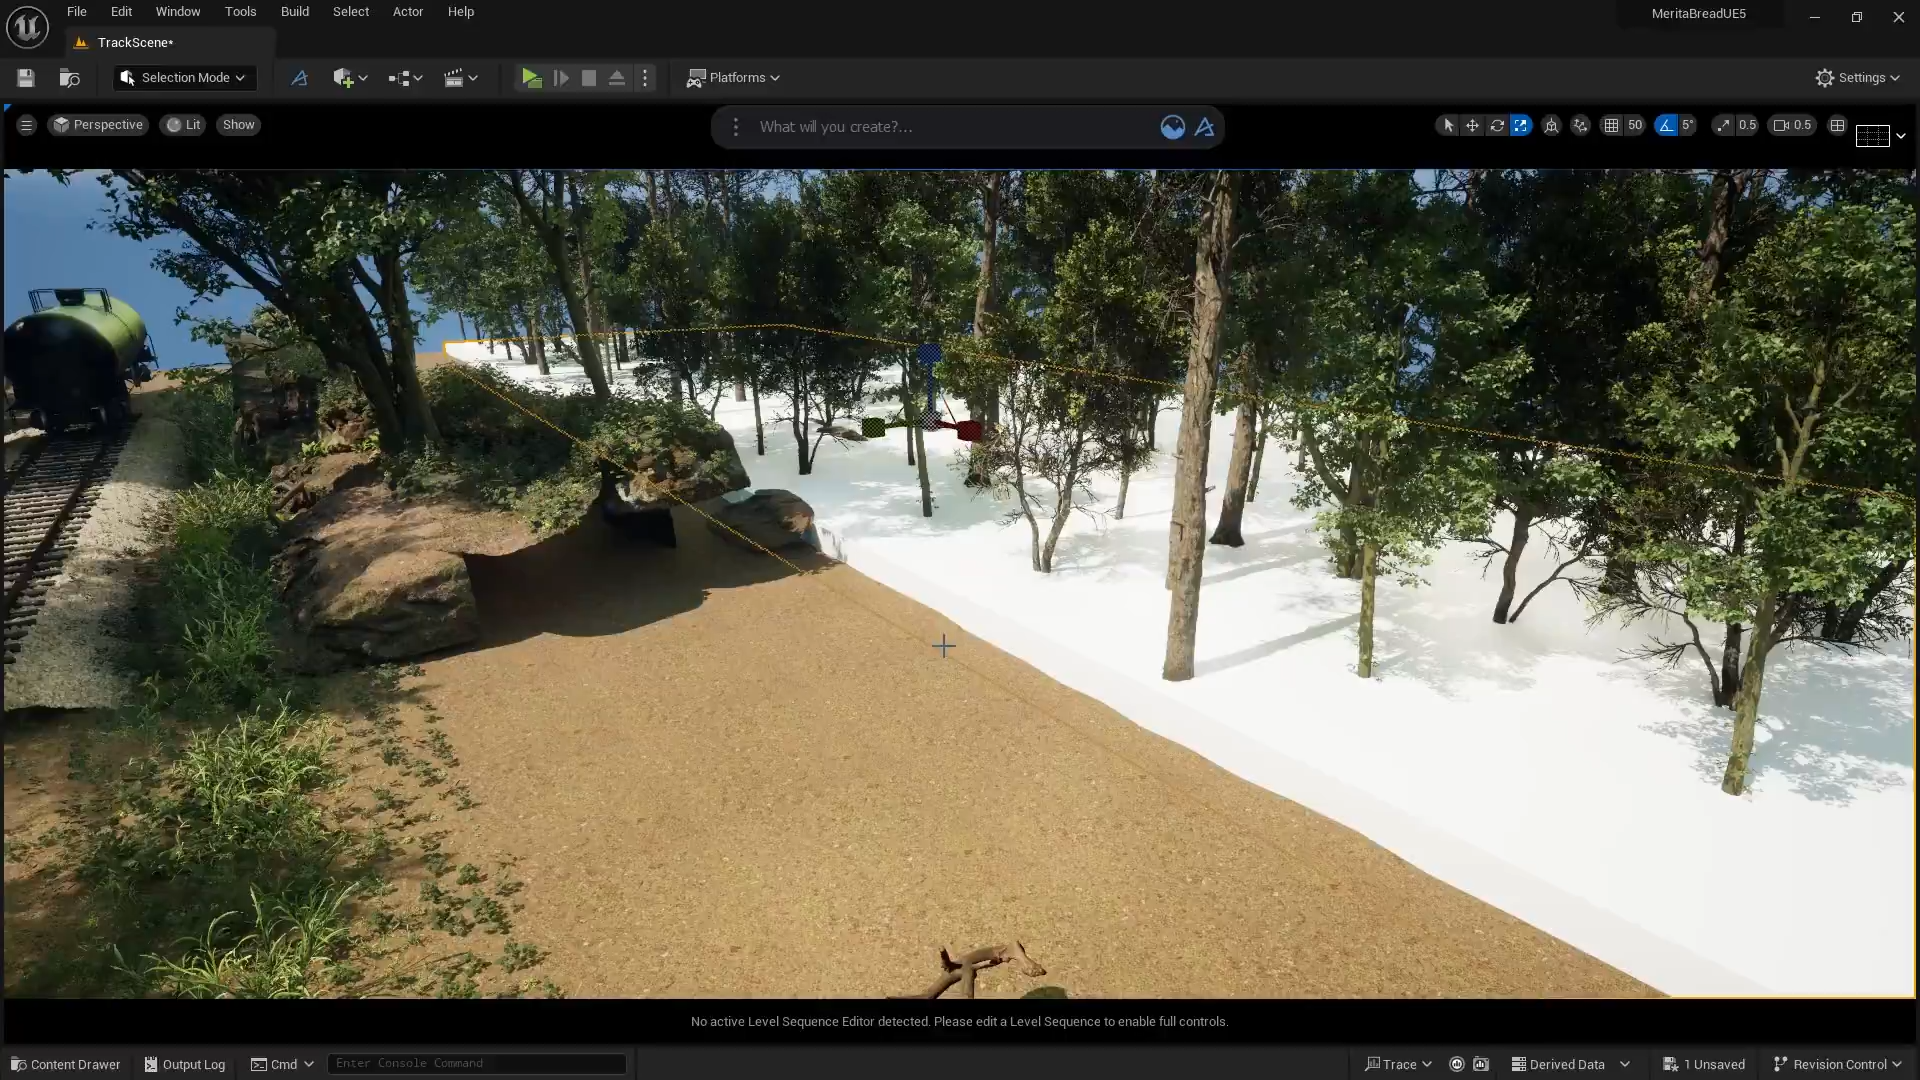 File Edit Window Tools Build Select Actor Help
MeritaBreadUE5
TrackScene*
Selection Mode
Platforms
Settings
Perspective
Lit
Show
What will you create?...
50
5°
0.5
0.5
No active Level Sequence Editor detected. Please edit a Level Sequence to enable full controls.
Content Drawer
Output Log
Cmd
Enter Console Command
Trace
Derived Data
1 Unsaved
Revision Control